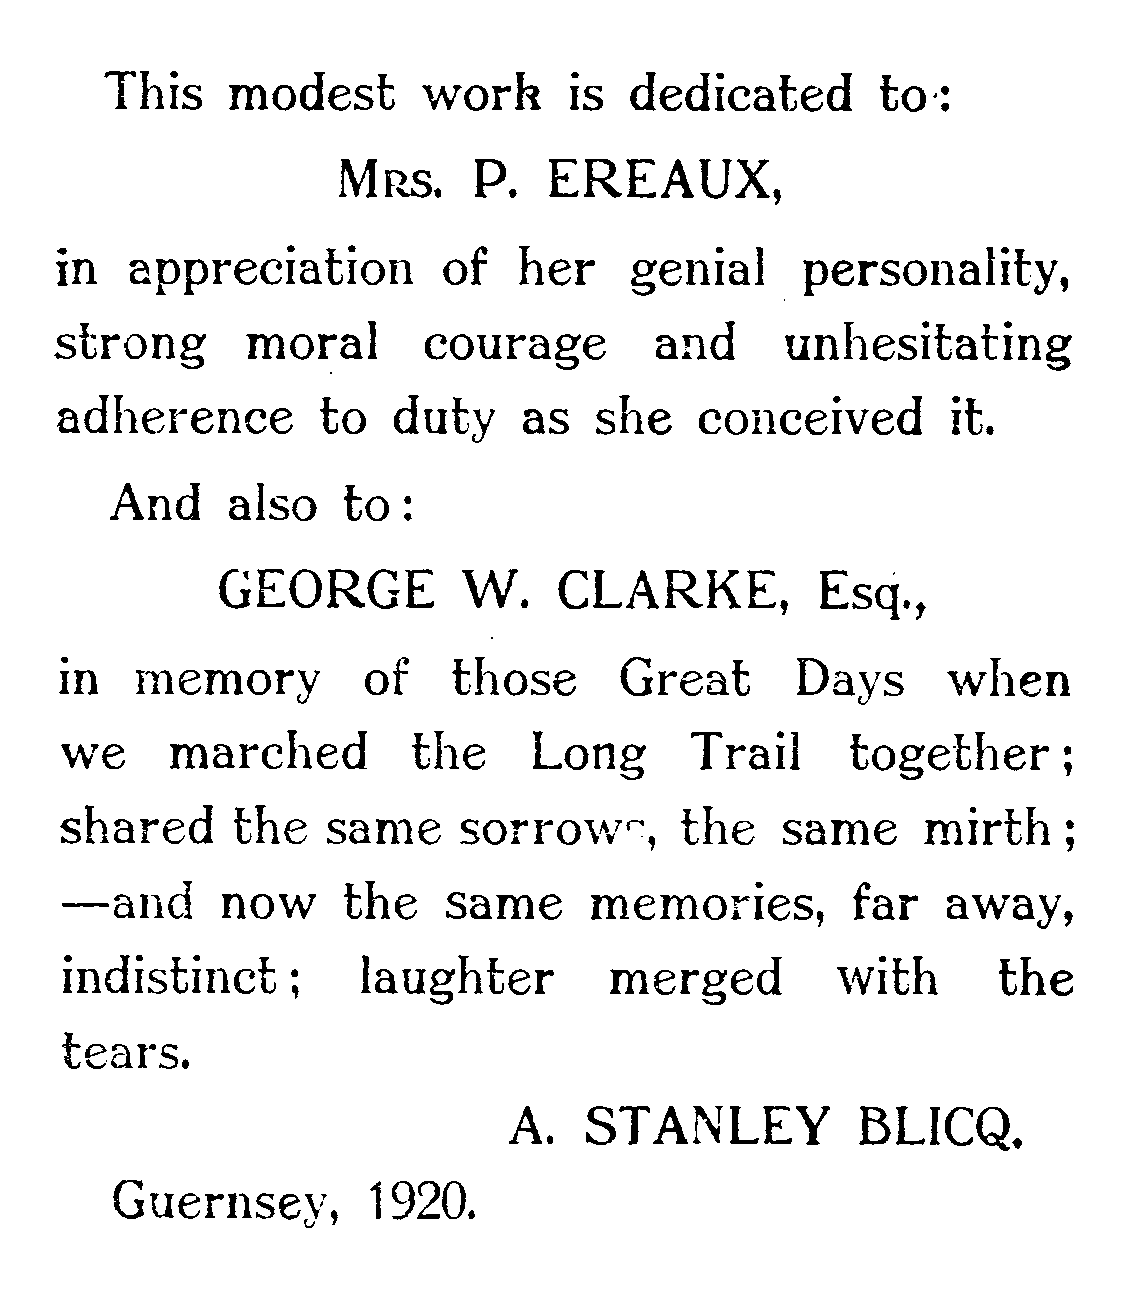 This modest work is dedicated to:
Mrs. P. EREAUX,
in appreciation of her genial personality,
strong moral courage and unhesitating
adherence to duty as she conceived it.
And also to:
GEORGE W. CLARKE, Esq.,
in memory of those Great Days when
we marched the Long Trail together;
shared the same sorrows, the same mirth;
—and now the same memories, far away,
indistinct; laughter merged with the
tears.
A. STANLEY BLICQ.
Guernsey, 1920.